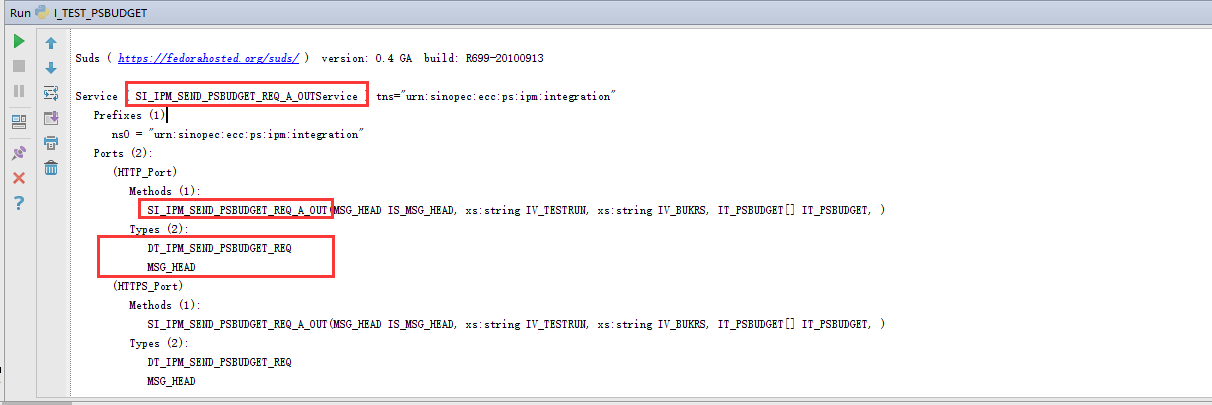 Run I_TEST_PSBUDGET
Suds ( https://fedorahosted.org/suds/ ) version: 0.4 GA build: R699-20100913
Service ( SI_IPM_SEND_PSBUDGET_REQ_A_OUTService ) tns="urn:sinopec:ecc:ps:ipm:integration"
Prefixes (1)
ns0 = "urn:sinopec:ecc:ps:ipm:integration"
Ports (2):
(HTTP_Port)
Methods (1):
SI_IPM_SEND_PSBUDGET_REQ_A_OUT(MSG_HEAD IS_MSG_HEAD, xs:string IV_TESTRUN, xs:string IV_BUKRS, IT_PSBUDGET[] IT_PSBUDGET, )
Types (2):
DT_IPM_SEND_PSBUDGET_REQ
MSG_HEAD
(HTTPS_Port)
Methods (1):
SI_IPM_SEND_PSBUDGET_REQ_A_OUT(MSG_HEAD IS_MSG_HEAD, xs:string IV_TESTRUN, xs:string IV_BUKRS, IT_PSBUDGET[] IT_PSBUDGET, )
Types (2):
DT_IPM_SEND_PSBUDGET_REQ
MSG_HEAD